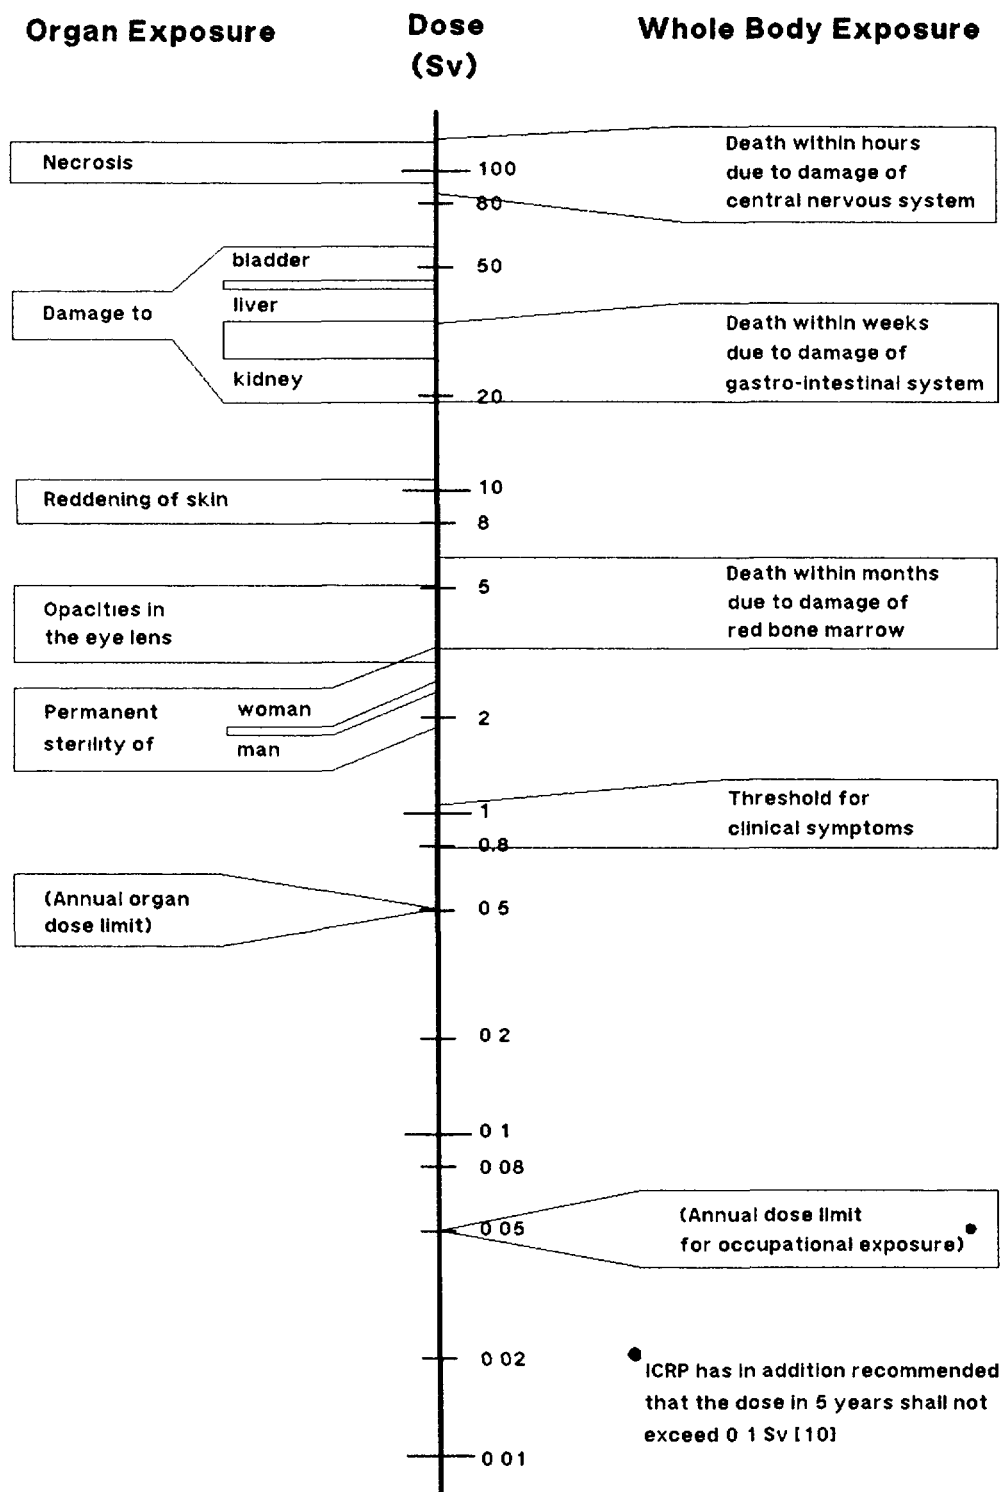 Organ Exposure
Dose
(Sv)
Whole Body Exposure
Necrosis
100
80
Death within hours
due to damage of
central nervous system
Damage to
bladder
liver
kidney
50
20
Death within weeks
due to damage of
gastro-intestinal system
Reddening of skin
10
8
Opacities in
the eye lens
5
Death within months
due to damage of
red bone marrow
Permanent
sterility of
woman
man
2
1
0.8
Threshold for
clinical symptoms
(Annual organ
dose limit)
0 5
0 2
0 1
0 08
0 05
(Annual dose limit
for occupational exposure)●
0 02
0 01
● ICRP has in addition recommended
that the dose in 5 years shall not
exceed 0 1 Sv [10]